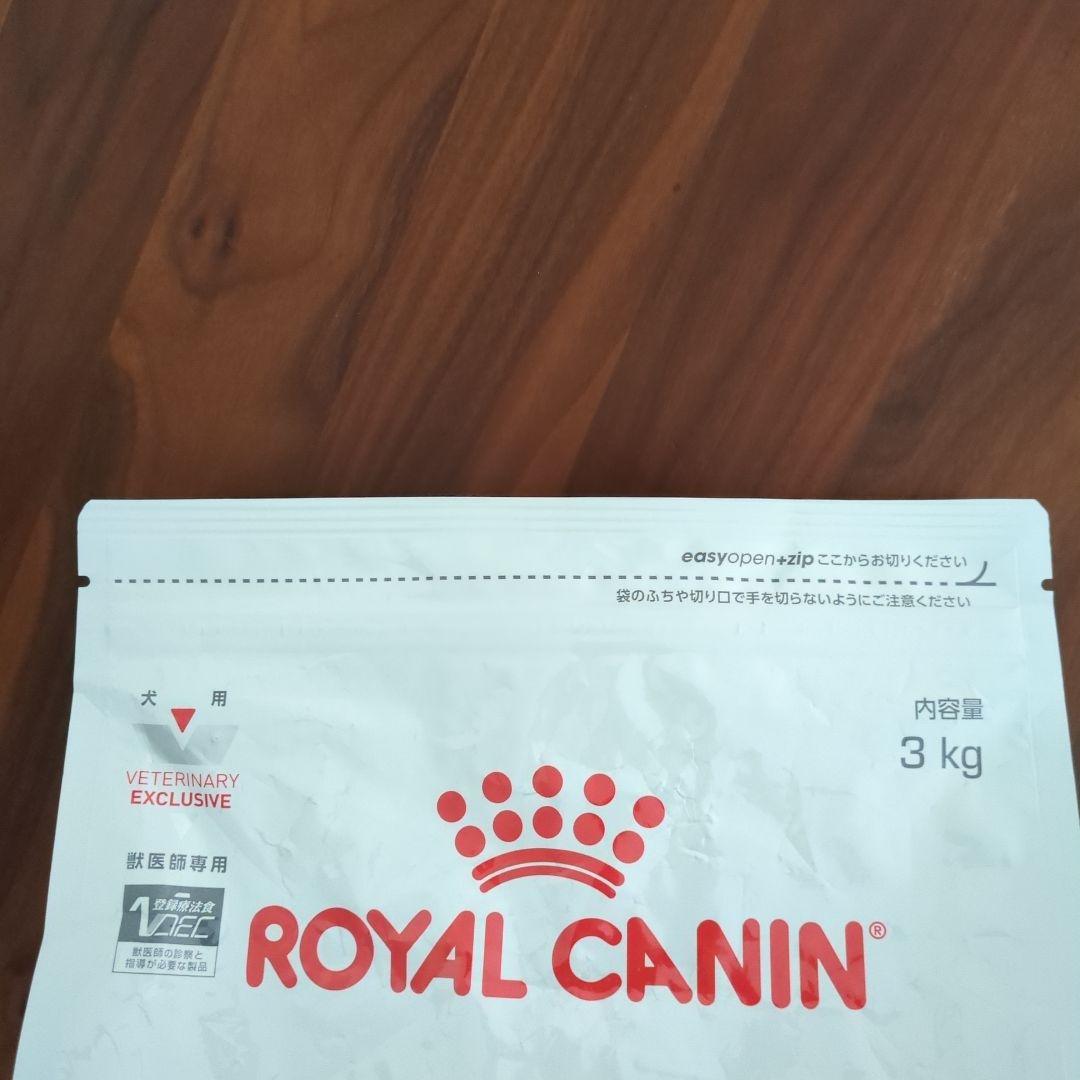 easyopen+zip ここからお切りください
袋のふちや切り口で手を切らないようにご注意ください
犬 用
VETERINARY
EXCLUSIVE
獣医師専用
登録療法食
VDEC
獣医師の診察と
指導が必要な製品
内容量
3 kg
ROYAL CANIN®